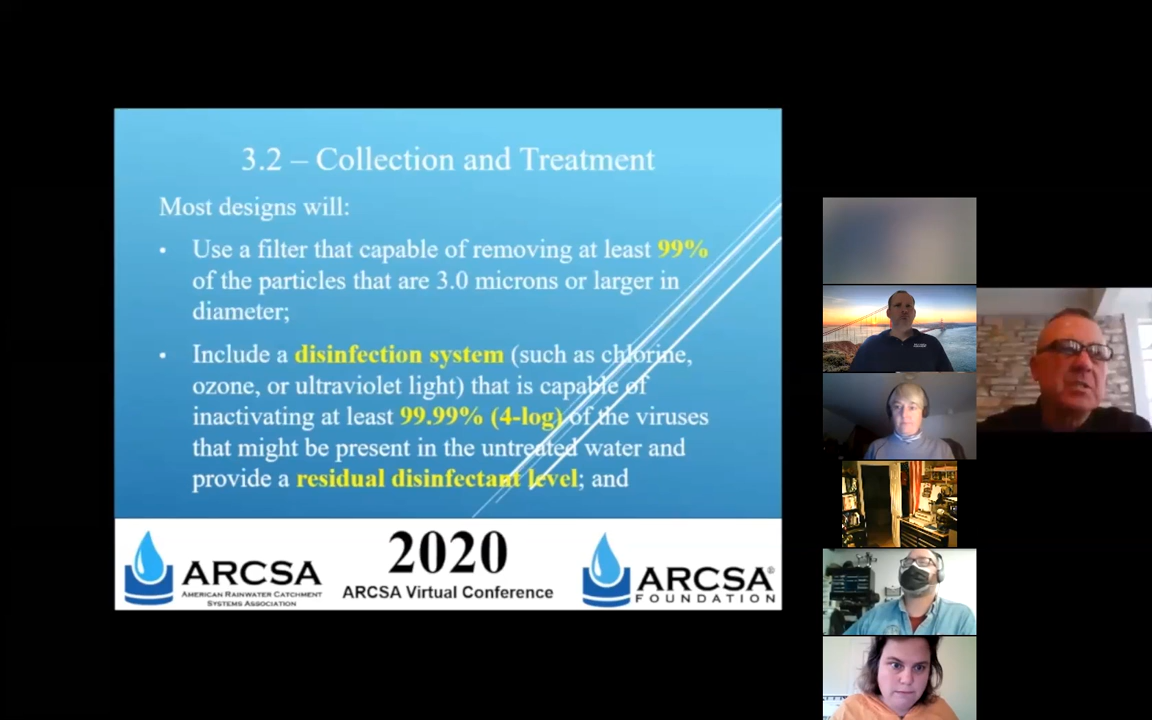 3.2 – Collection and Treatment
Most designs will:
• Use a filter that capable of removing at least 99%
of the particles that are 3.0 microns or larger in
diameter;
• Include a disinfection system (such as chlorine,
ozone, or ultraviolet light) that is capable of
inactivating at least 99.99% (4-log) of the viruses
that might be present in the untreated water and
provide a residual disinfectant level; and
ARCSA
AMERICAN RAINWATER CATCHMENT
SYSTEMS ASSOCIATION
2020
ARCSA Virtual Conference
ARCSA®
FOUNDATION